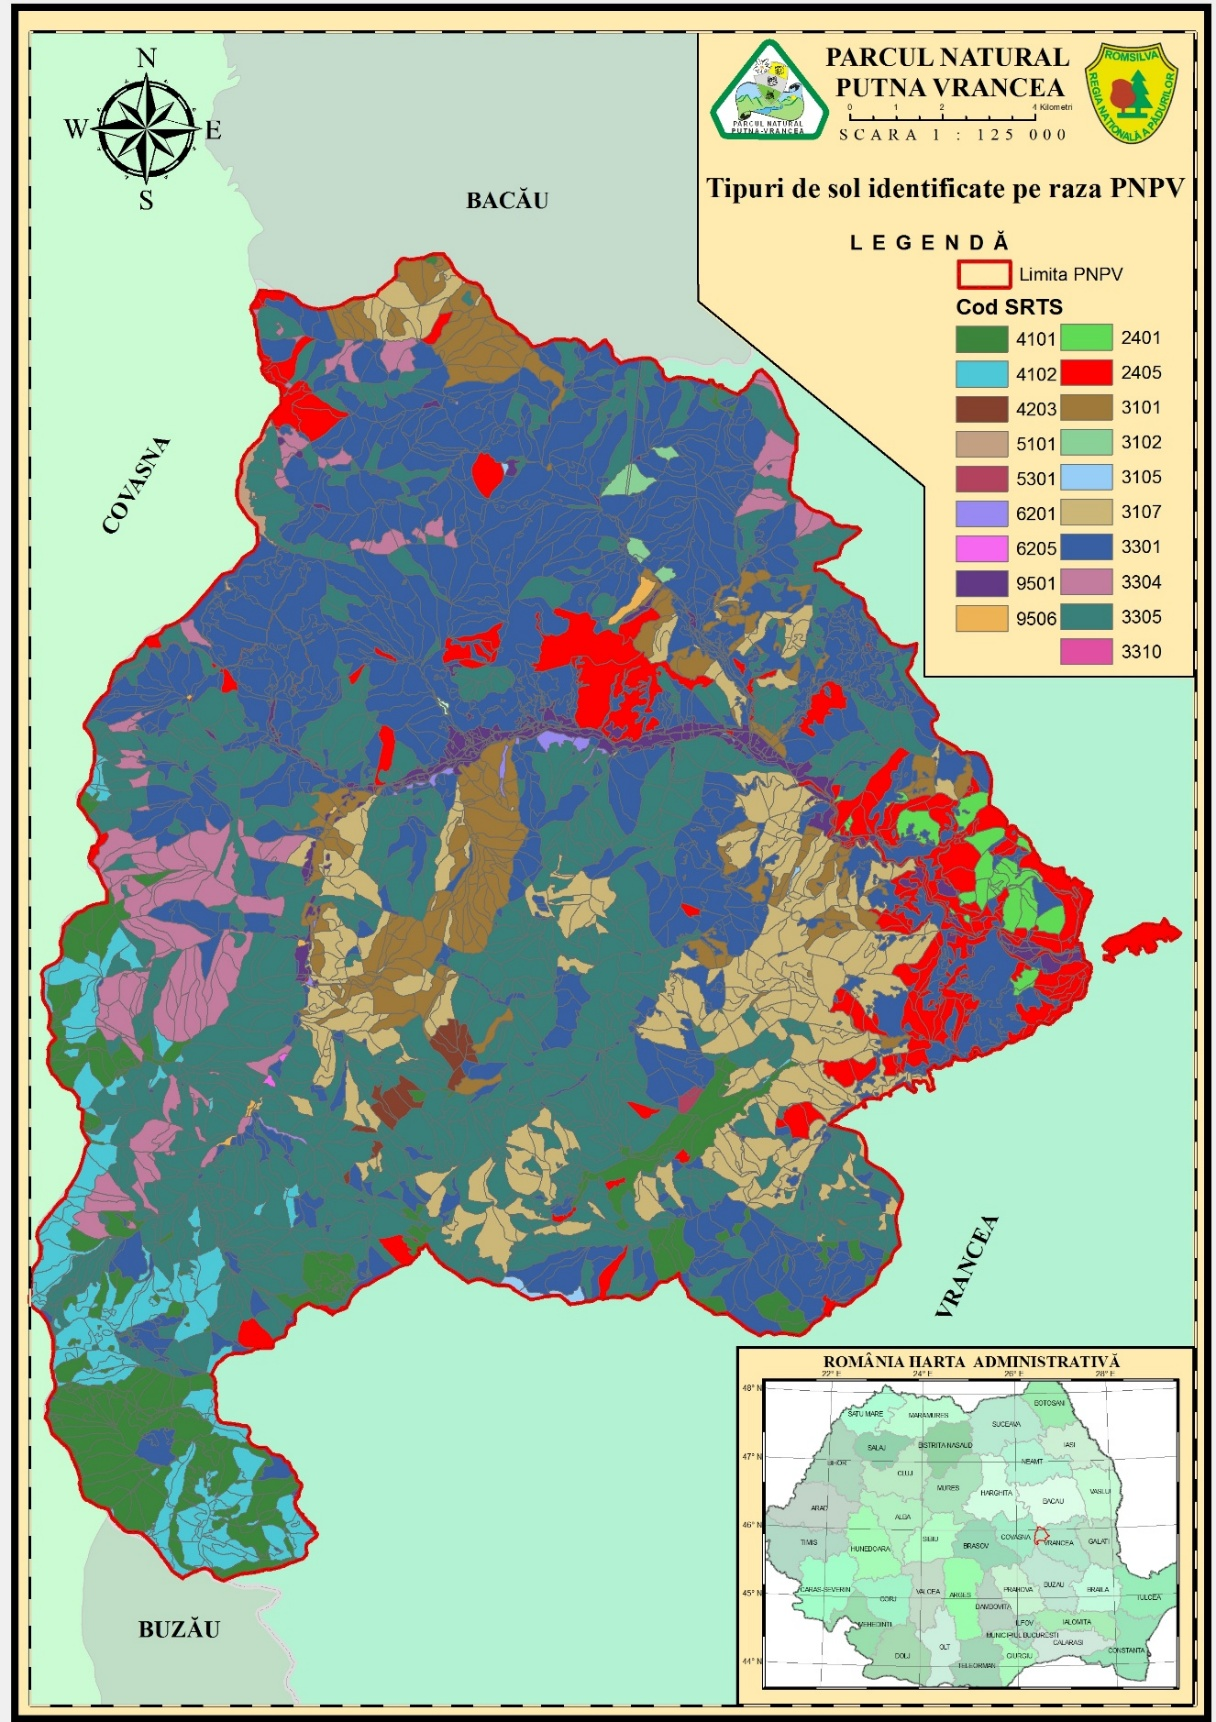 PARCUL NATURAL
PUTNA VRANCEA
0 1 2 4 Kilometri
SCARA 1 : 125 000
PARCUL NATURAL
PUTNA-VRANCEA
ROMSILVA
REGIA NATIONALĂ A PĂDURILOR
Tipuri de sol identificate pe raza PNPV
LEGENDĂ
Limita PNPV
Cod SRTS
4101 2401
4102 2405
4203 3101
5101 3102
5301 3105
6201 3107
6205 3301
9501 3304
9506 3305
3310
N
W E
S
BACĂU
COVASNA
VRANCEA
BUZĂU
ROMÂNIA HARTA ADMINISTRATIVĂ
22° E 24° E 26° E 28° E
48° N
47° N
46° N
45° N
44° N
BOTOSANI
SATU MARE
MARAMURES
SUCEAVA
SALAJ
BISTRITA NASAUD
IASI
BIHOR
CLUJ
NEAMT
MURES
HARGHITA
BACAU
VASLUI
ARAD
ALBA
TIMIS
HUNEDOARA
SIBIU
BRASOV
COVASNA
VRANCEA
GALATI
CARAS-SEVERIN
GORJ
VALCEA
ARGES
PRAHOVA
BUZAU
BRAILA
TULCEA
DAMBOVITA
MEHEDINTI
ILFOV
IALOMITA
MUNICIPIUL BUCURESTI
CALARASI
CONSTANTA
DOLJ
OLT
TELEORMAN
GIURGIU